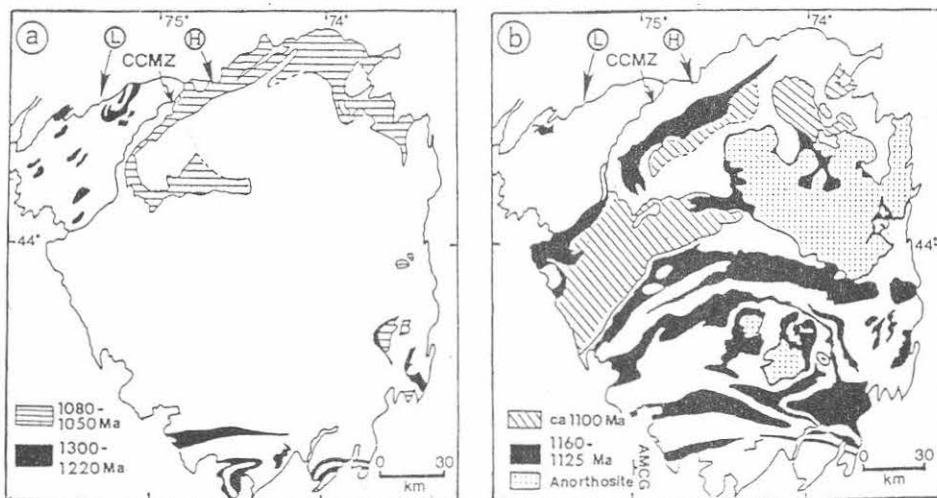 a
75°
74°
L
H
CCMZ
44°
1080-
1050 Ma
1300-
1220 Ma
0 30
km
b
75°
74
L
H
CCMZ
44°
ca 1100 Ma
1160-
1125 Ma
Anorthosite
AMCG
0 30
km